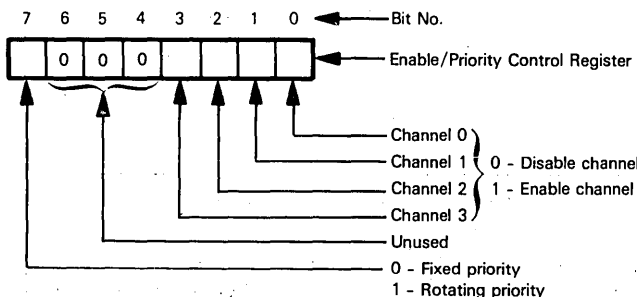 7 6 5 4 3 2 1 0 Bit No.
0 0 0 Enable/Priority Control Register
Channel 0
Channel 1 0 - Disable channel
Channel 2 1 - Enable channel
Channel 3
Unused
0 - Fixed priority
1 - Rotating priority